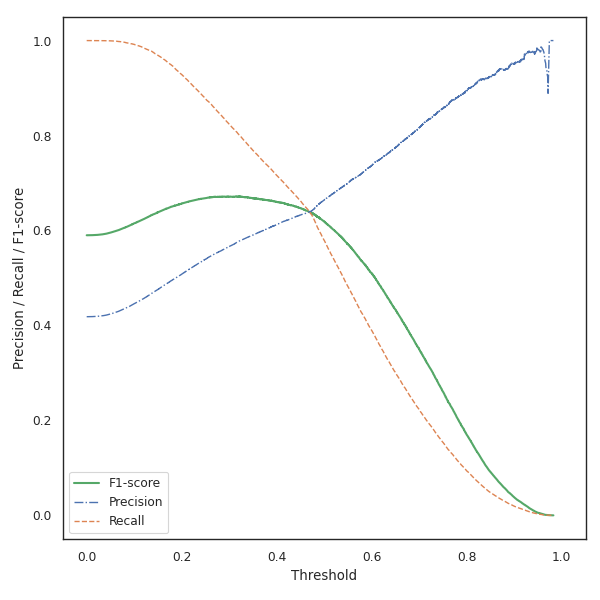 Precision / Recall / F1-score
1.0
0.8
0.6
0.4
0.2
0.0
F1-score
Precision
Recall
0.0 0.2 0.4 0.6 0.8 1.0
Threshold